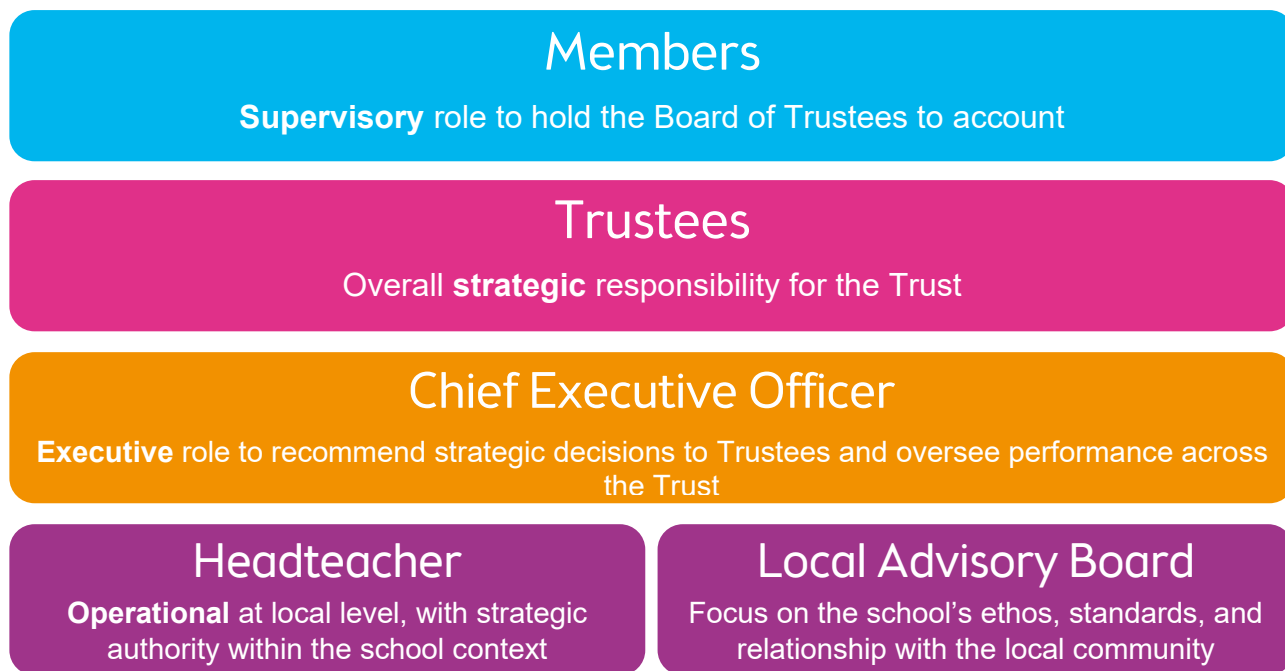 Members
Supervisory role to hold the Board of Trustees to account
Trustees
Overall strategic responsibility for the Trust
Chief Executive Officer
Executive role to recommend strategic decisions to Trustees and oversee performance across
the Trust
Headteacher
Operational at local level, with strategic
authority within the school context
Local Advisory Board
Focus on the school's ethos, standards, and
relationship with the local community